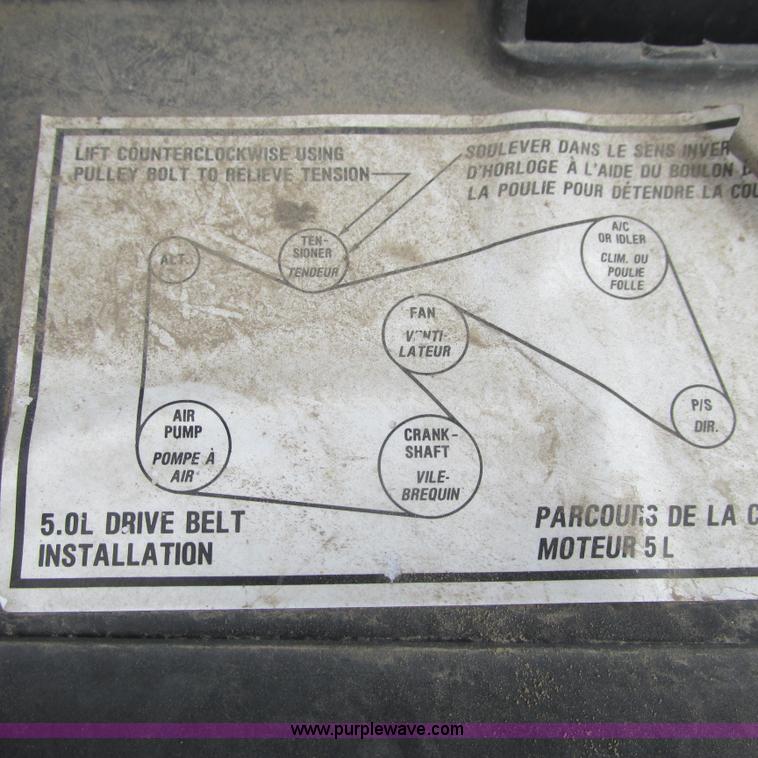 LIFT COUNTERCLOCKWISE USING
PULLEY BOLT TO RELIEVE TENSION
SOULEVER DANS LE SENS INVER
D'HORLOGE À L'AIDE DU BOULON D
LA POULIE POUR DÉTENDRE LA COU
ALT.
TEN-
SIONER
TENDEUR
A/C
OR IDLER
CLIM. OU
POULIE
FOLLE
FAN
VENTI-
LATEUR
AIR
PUMP
POMPE À
AIR
CRANK-
SHAFT
VILE-
BREQUIN
P/S
DIR.
5.0L DRIVE BELT
INSTALLATION
PARCOURS DE LA C
MOTEUR 5 L
www.purplewave.com